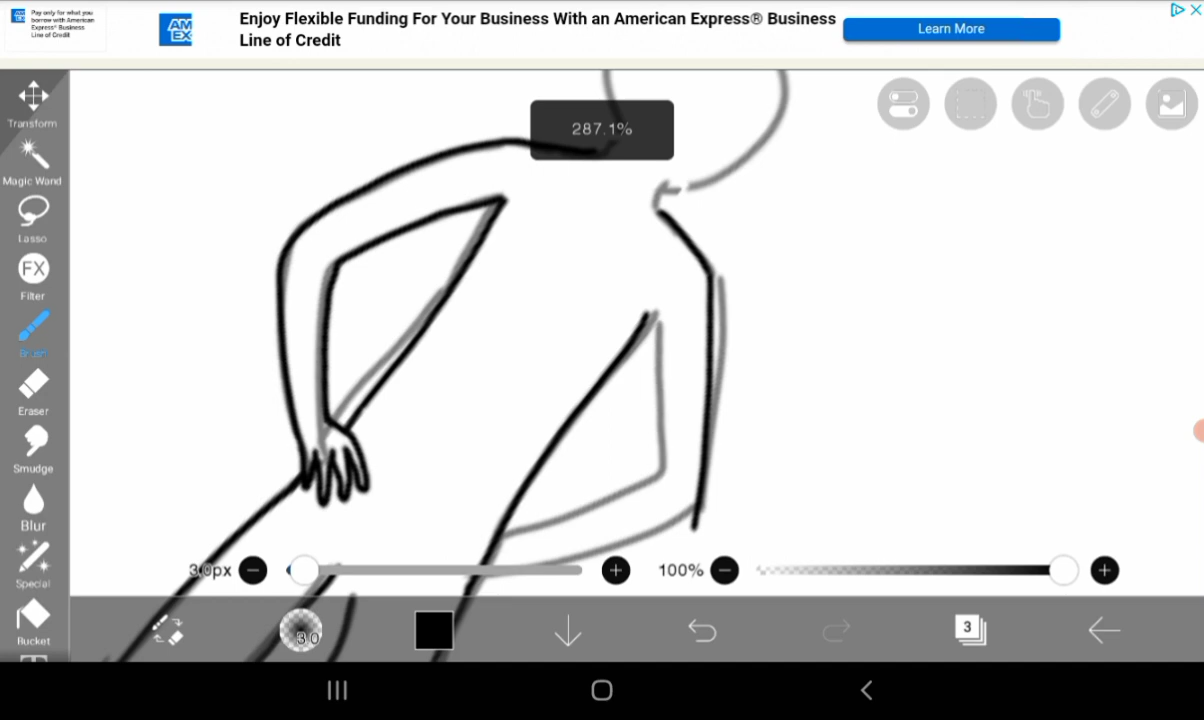 Pay only for what you
borrow with an American
Express® Business
Line of Credit
AM
EX
Enjoy Flexible Funding For Your Business With an American Express® Business
Line of Credit
Learn More
Transform
Magic Wand
Lasso
FX
Filter
Brush
Eraser
Smudge
Blur
Special
Bucket
287.1%
3.0px
100%
3.0
3